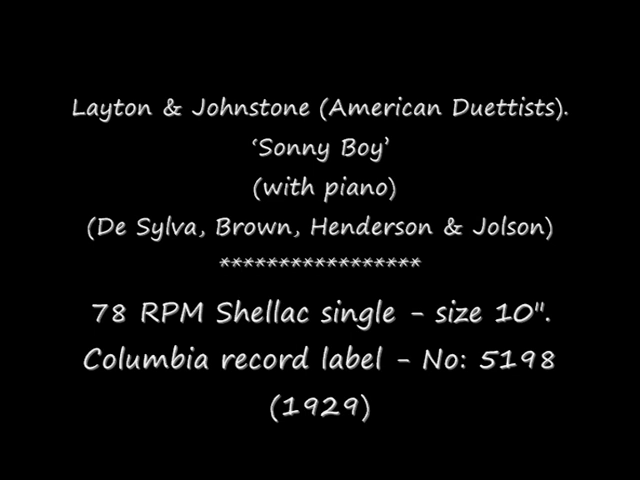 Layton & Johnstone (American Duettists).
‘Sonny Boy’
(with piano)
(De Sylva, Brown, Henderson & Jolson)
*****************
78 RPM Shellac single - size 10".
Columbia record label - No: 5198
(1929)